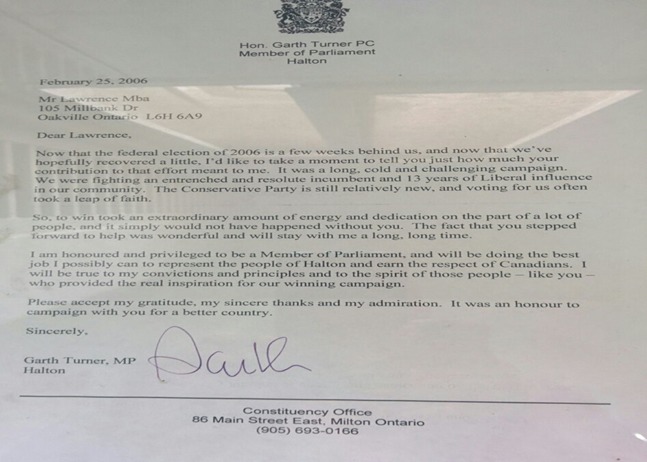 Hon. Garth Turner PC
Member of Parliament
Halton
February 25, 2006
Mr Lawrence Mba
105 Millbank Dr
Oakville Ontario L6H 6A9
Dear Lawrence,
Now that the federal election of 2006 is a few weeks behind us, and now that we've
hopefully recovered a little, I'd like to take a moment to tell you just how much your
contribution to that effort meant to me. It was a long, cold and challenging campaign.
We were fighting an entrenched and resolute incumbent and 13 years of Liberal influence
in our community. The Conservative Party is still relatively new, and voting for us often
took a leap of faith.
So, to win took an extraordinary amount of energy and dedication on the part of a lot of
people, and it simply would not have happened without you. The fact that you stepped
forward to help was wonderful and will stay with me a long, long time.
I am honoured and privileged to be a Member of Parliament, and will be doing the best
job I possibly can to represent the people of Halton and earn the respect of Canadians. I
will be true to my convictions and principles and to the spirit of those people – like you –
who provided the real inspiration for our winning campaign.
Please accept my gratitude, my sincere thanks and my admiration. It was an honour to
campaign with you for a better country.
Sincerely,
Garth
Garth Turner, MP
Halton
Constituency Office
86 Main Street East, Milton Ontario
(905) 693-0166